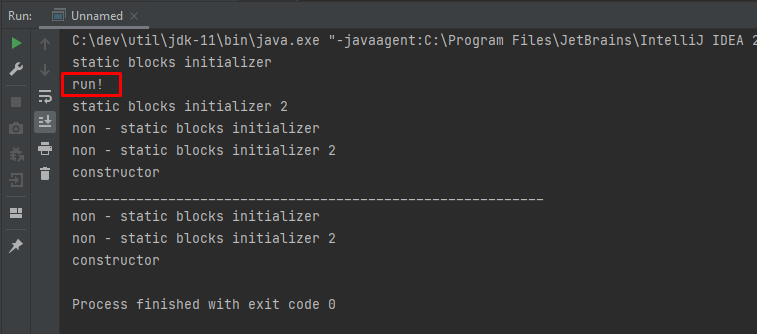 Run: Unnamed
C:\dev\util\jdk-11\bin\java.exe "-javaagent:C:\Program Files\JetBrains\IntelliJ IDEA 2
static blocks initializer
run!
static blocks initializer 2
non - static blocks initializer
non - static blocks initializer 2
constructor
__________________________________________________________
non - static blocks initializer
non - static blocks initializer 2
constructor
Process finished with exit code 0